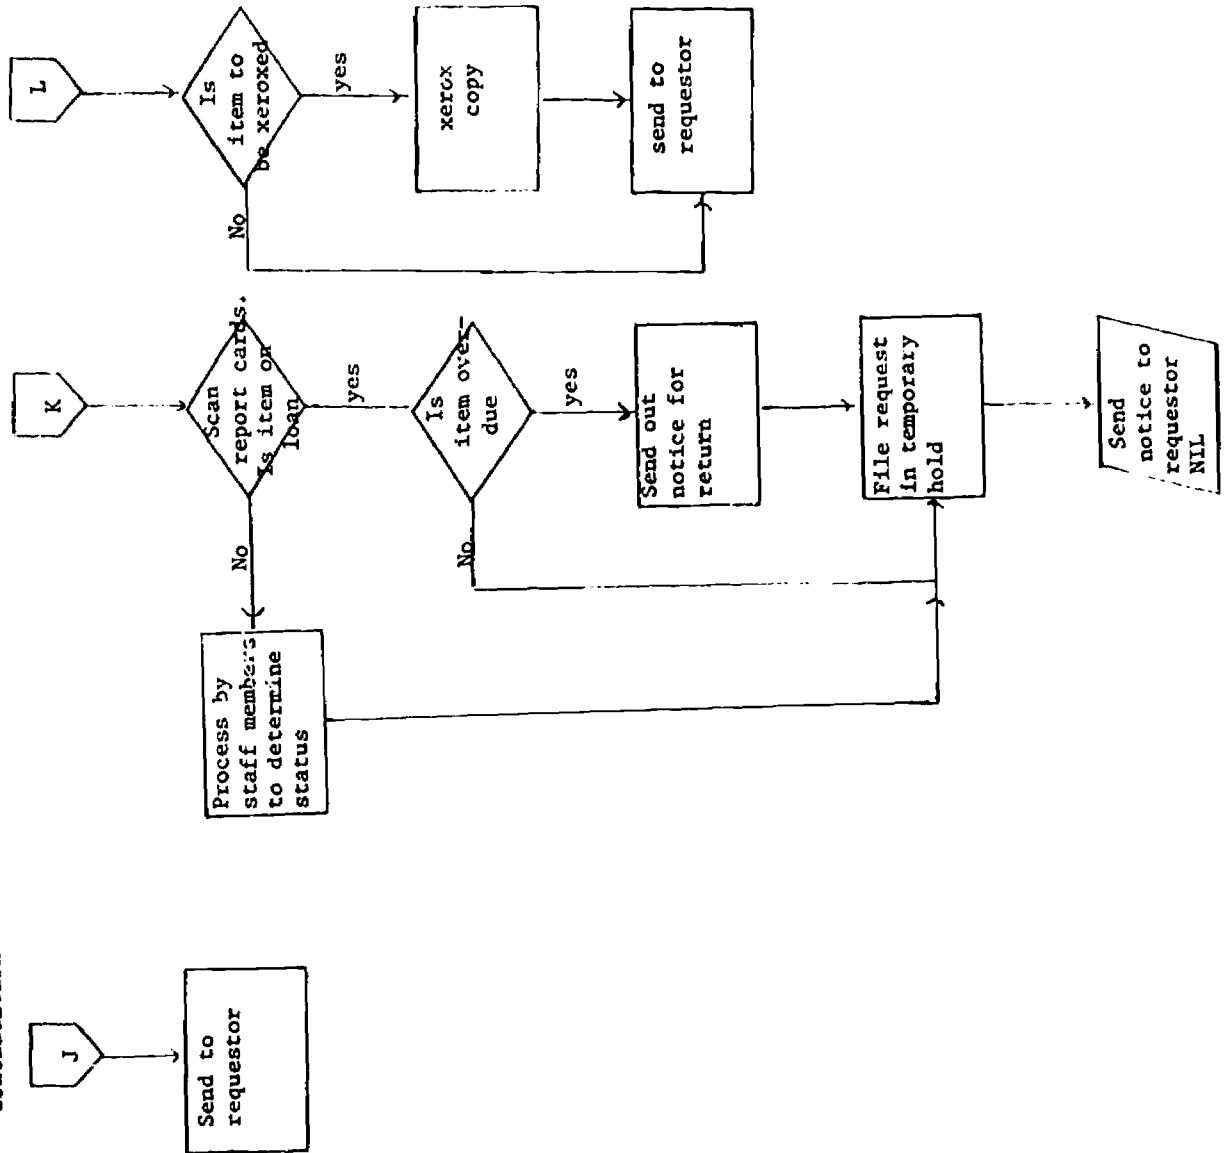 J
Send to
requestor
K
Scan
report cards.
Is item on
loan
No
yes
Process by
staff members
to determine
status
Is
item over-
due
No
yes
Send out
notice for
return
File request
in temporary
hold
Send
notice to
requestor
NIL
L
Is
item to
be xeroxed
No
yes
xerox
copy
send to
requestor